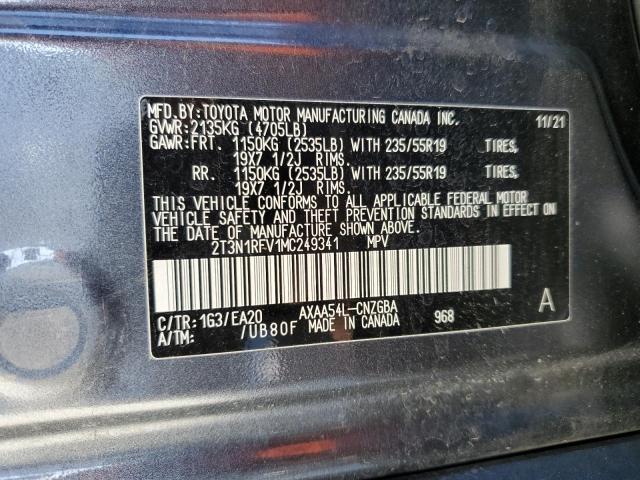 MFD.BY:TOYOTA MOTOR MANUFACTURING CANADA INC. 11/21
GVWR:2135KG (4705LB)
GAWR:FRT. 1150KG (2535LB) WITH 235/55R19 TIRES,
19X7 1/2J RIMS.
RR. 1150KG (2535LB) WITH 235/55R19 TIRES,
19X7 1/2J RIMS.
THIS VEHICLE CONFORMS TO ALL APPLICABLE FEDERAL MOTOR
VEHICLE SAFETY AND THEFT PREVENTION STANDARDS IN EFFECT ON
THE DATE OF MANUFACTURE SHOWN ABOVE.
2T3N1RFV1MC249341 MPV
C/TR:1G3/EA20 AXAA54L-CNZGBA 968 A
A/TM: /UB80F MADE IN CANADA